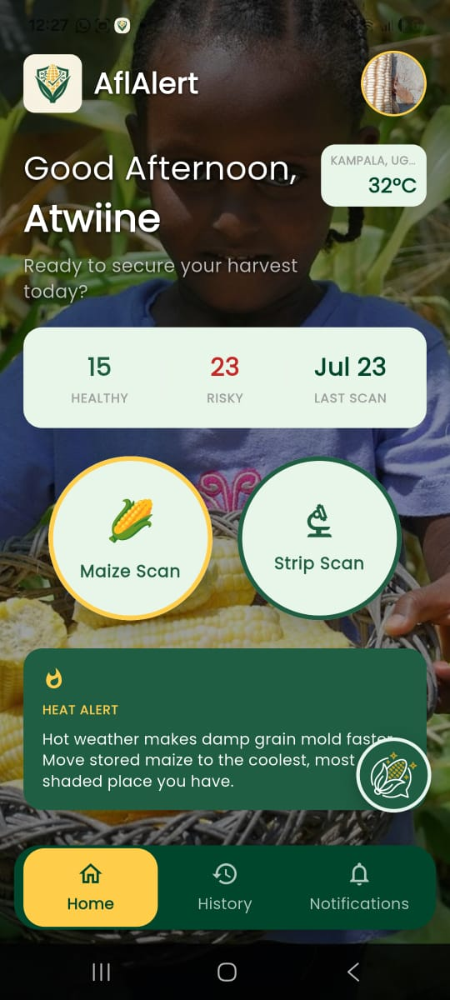 12:27
AflAlert
Good Afternoon,
Atwiine
KAMPALA, UG...
32°C
Ready to secure your harvest
today?
15
HEALTHY
23
RISKY
Jul 23
LAST SCAN
Maize Scan
Strip Scan
HEAT ALERT
Hot weather makes damp grain mold faster.
Move stored maize to the coolest, most
shaded place you have.
Home
History
Notifications